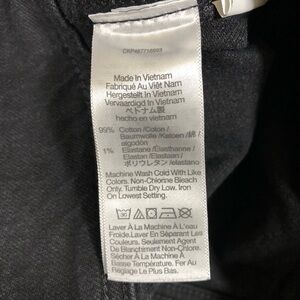 Made In Vietnam
Fabriqué Au Viêt Nam
Hergestellt In Vietnam
Vervaardigd In Vietnam
ベトナム製
hecho en vietnam
99% Cotton /Coton /
Baumwolle /Katoen / 綿 /
algodón
1% Elastane /Elasthanne /
Elastan /Elastaan /
ポリウレタン /elastano
Machine Wash Cold With Like
Colors. Non-Chlorine Bleach
Only. Tumble Dry Low. Iron
On Lowest Setting.
Laver À La Machine À L'eau
Froide. Laver En Séparant Les
Couleurs. Seulement Agent
De Blanchiment Non-Chlore.
Sécher À La Machine À
Basse Température. Fer Au
Réglage Le Plus Bas.